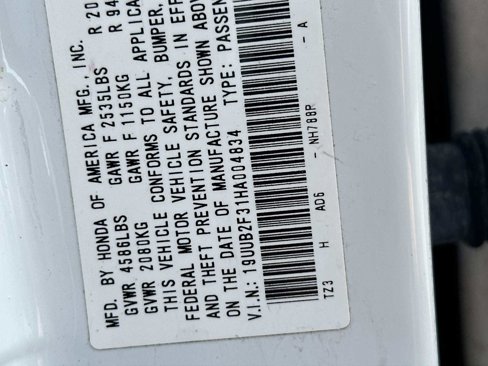 MFD. BY HONDA OF AMERICA MFG., INC.
GVWR 4586LBS GAWR F 2535LBS R 20
GVWR 2080KG GAWR F 1150KG R 94
THIS VEHICLE CONFORMS TO ALL APPLICA
FEDERAL MOTOR VEHICLE SAFETY, BUMPER,
AND THEFT PREVENTION STANDARDS IN EFF
ON THE DATE OF MANUFACTURE SHOWN ABOV
V.I.N.: 19UUB2F31HA004834 TYPE: PASSEN
TZ3 H AD6 - NH788P - A